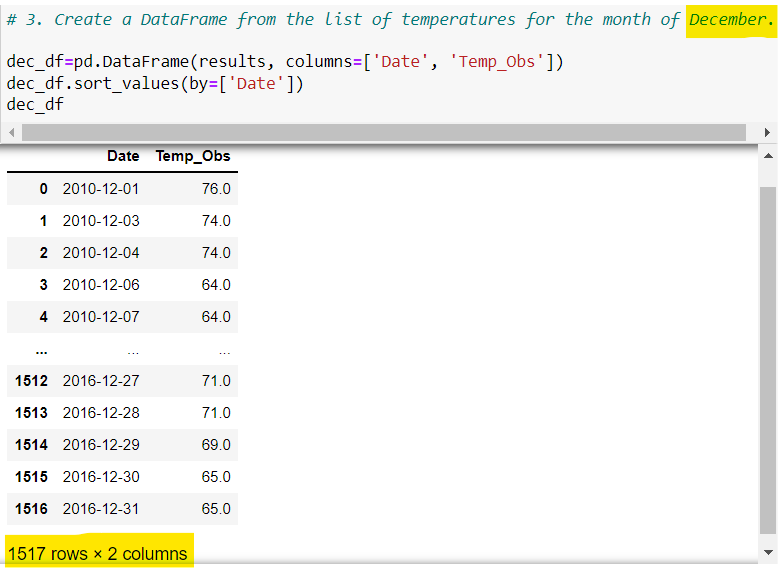 # 3. Create a DataFrame from the list of temperatures for the month of December.
dec_df=pd.DataFrame(results, columns=['Date', 'Temp_Obs'])
dec_df.sort_values(by=['Date'])
dec_df
Date Temp_Obs
0 2010-12-01 76.0
1 2010-12-03 74.0
2 2010-12-04 74.0
3 2010-12-06 64.0
4 2010-12-07 64.0
... ... ...
1512 2016-12-27 71.0
1513 2016-12-28 71.0
1514 2016-12-29 69.0
1515 2016-12-30 65.0
1516 2016-12-31 65.0
1517 rows × 2 columns